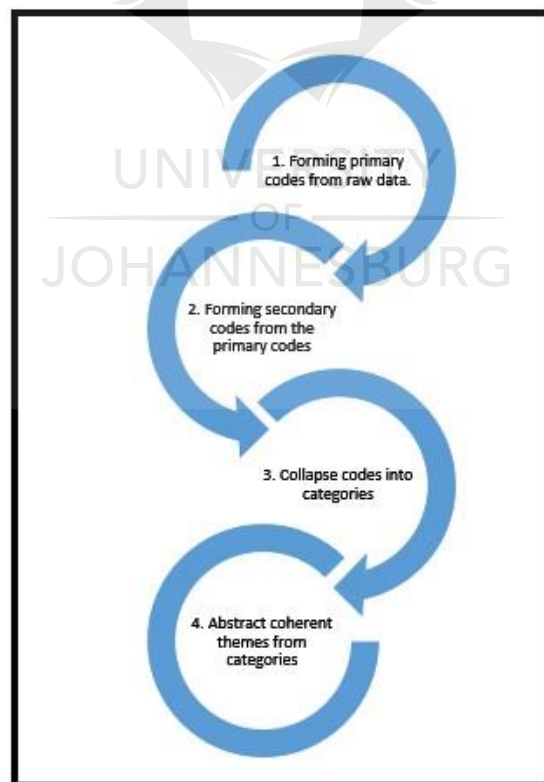 UNIVERSITY
OF
JOHANNESBURG
1. Forming primary
codes from raw data.
2. Forming secondary
codes from the
primary codes
3. Collapse codes into
categories
4. Abstract coherent
themes from
categories